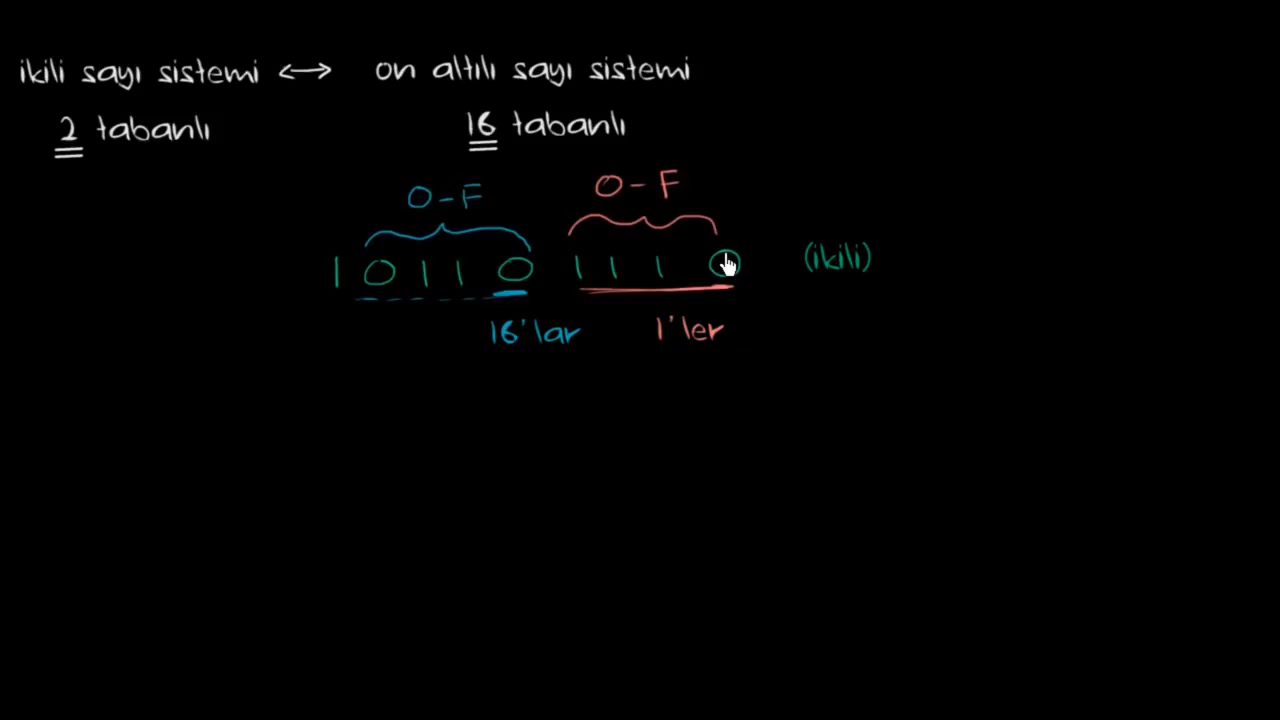 ikili sayı sistemi ↔ on altılı sayı sistemi
2 tabanlı 16 tabanlı
0-F 0-F
1 0 1 1 0 1 1 1 0 (ikili)
16'lar 1'ler